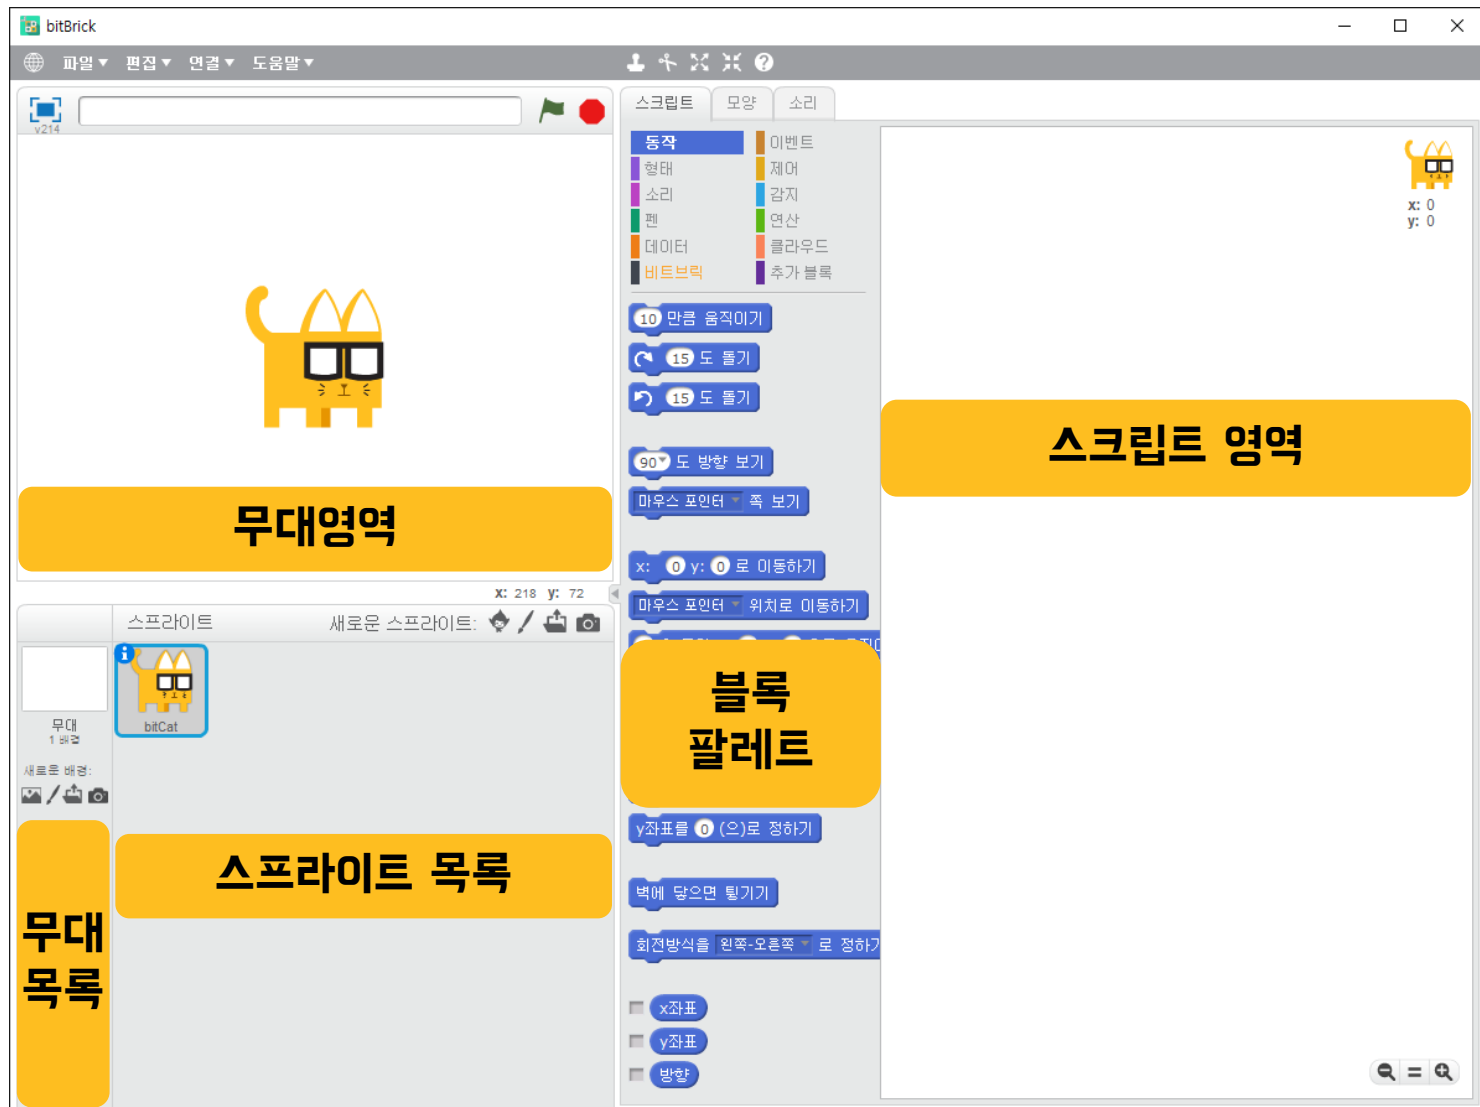 bitBrick
파일 편집 연결 도움말
v214
스크립트 모양 소리
동작 이벤트
형태 제어
소리 감지
펜 연산
데이터 클라우드
비트브릭 추가 블록
x: 0
y: 0
10 만큼 움직이기
15 도 돌기
15 도 돌기
90 도 방향 보기
마우스 포인터 쪽 보기
x: 0 y: 0 로 이동하기
마우스 포인터 위치로 이동하기
블록
팔레트
y좌표를 0 (으)로 정하기
벽에 닿으면 튕기기
회전방식을 왼쪽-오른쪽 로 정하기
x좌표
y좌표
방향
스크립트 영역
무대영역
x: 218 y: 72
스프라이트 새로운 스프라이트:
bitCat
무대
1 배경
새로운 배경:
스프라이트 목록
무대
목록